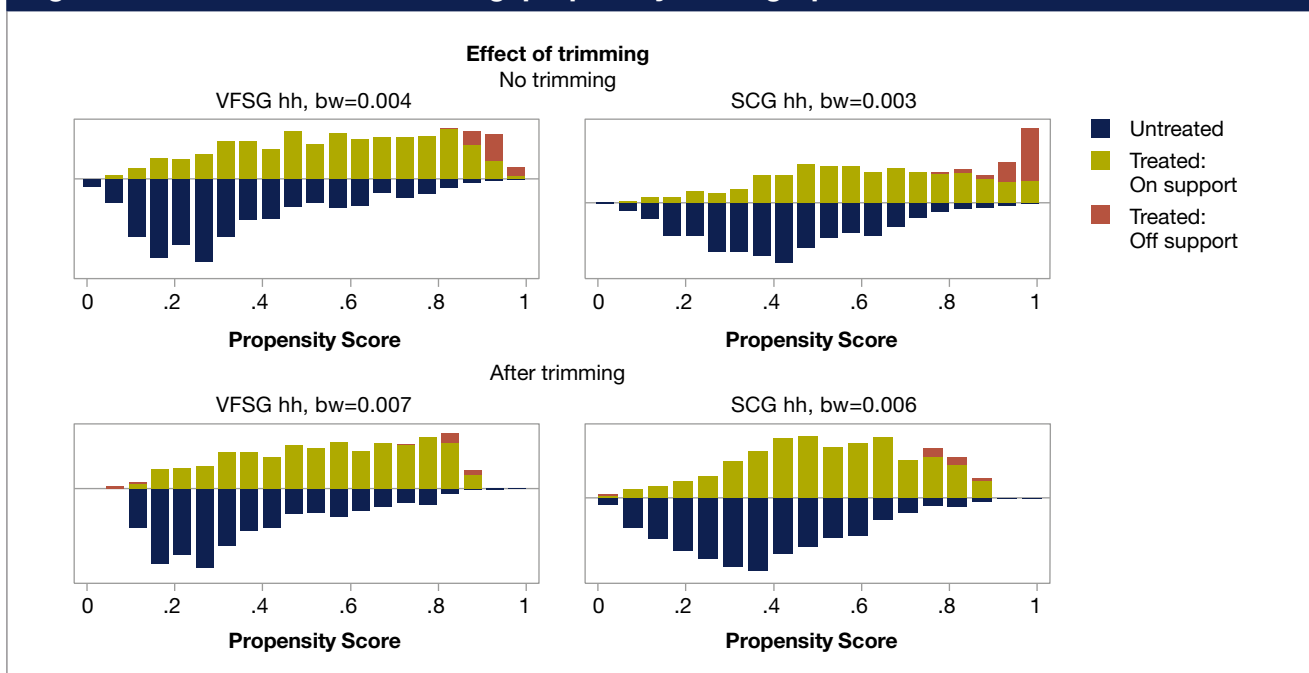 Effect of trimming
No trimming
VFSG hh, bw=0.004
SCG hh, bw=0.003
Untreated
Treated:
On support
Treated:
Off support
0 .2 .4 .6 .8 1
0 .2 .4 .6 .8 1
Propensity Score
Propensity Score
After trimming
VFSG hh, bw=0.007
SCG hh, bw=0.006
0 .2 .4 .6 .8 1
0 .2 .4 .6 .8 1
Propensity Score
Propensity Score